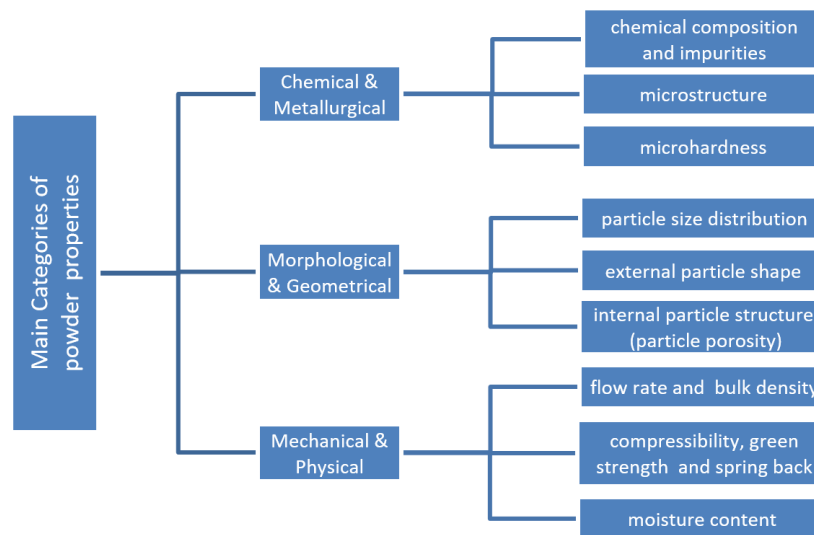 Main Categories of
powder properties
Chemical &
Metallurgical
chemical composition
and impurities
microstructure
microhardness
Morphological
& Geometrical
particle size distribution
external particle shape
internal particle structure
(particle porosity)
Mechanical &
Physical
flow rate and bulk density
compressibility, green
strength and spring back
moisture content